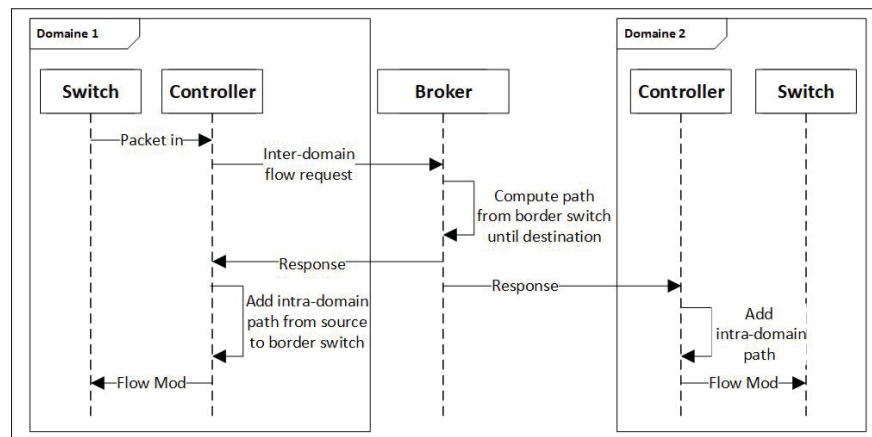 Domaine 1
Domaine 2
Switch
Controller
Broker
Controller
Switch
Packet in
Inter-domain
flow request
Compute path
from border switch
until destination
Response
Response
Add intra-domain
path from source
to border switch
Add
intra-domain
path
Flow Mod
Flow Mod